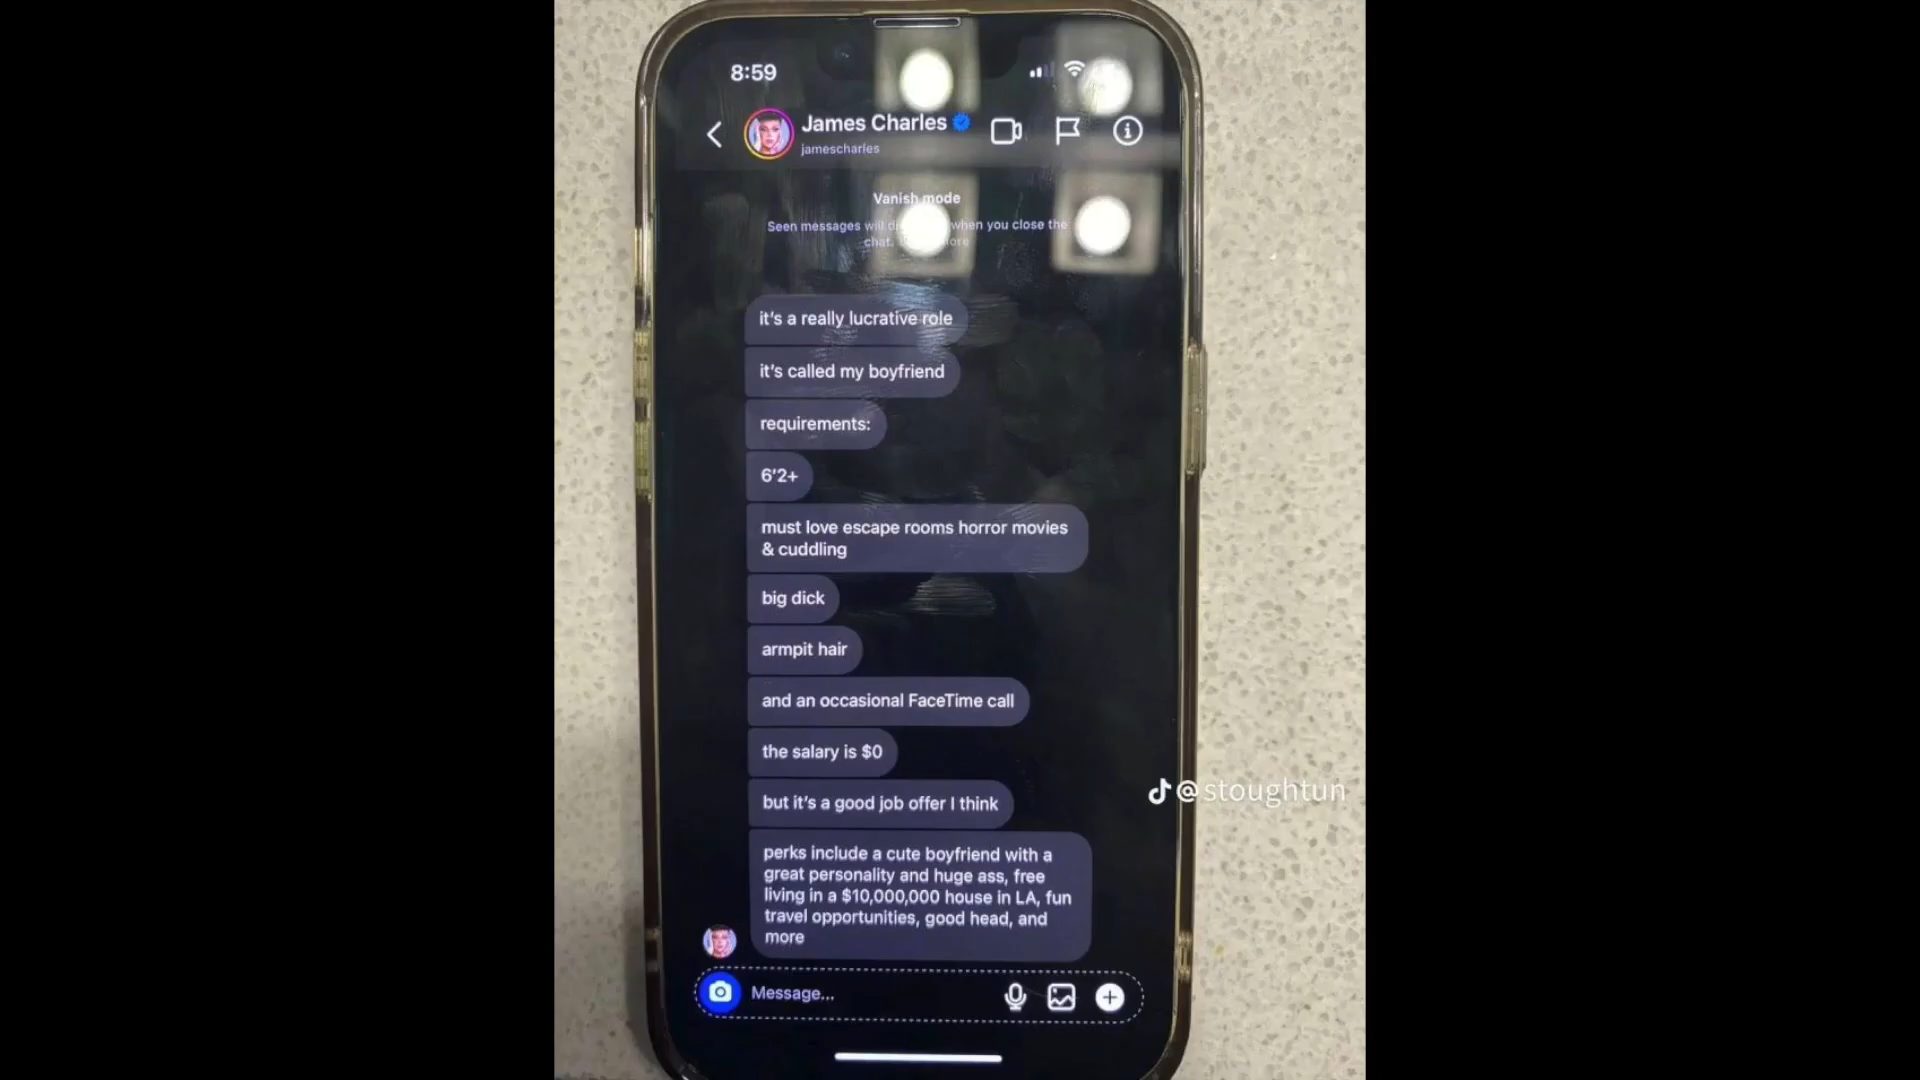 8:59
James Charles
jamescharles
Vanish mode
Seen messages will when you close the
chat.
it's a really lucrative role
it's called my boyfriend
requirements:
6'2+
must love escape rooms horror movies
& cuddling
big dick
armpit hair
and an occasional FaceTime call
the salary is $0
but it's a good job offer I think
perks include a cute boyfriend with a
great personality and huge ass, free
living in a $10,000,000 house in LA, fun
travel opportunities, good head, and
more
Message...
@stoughtun